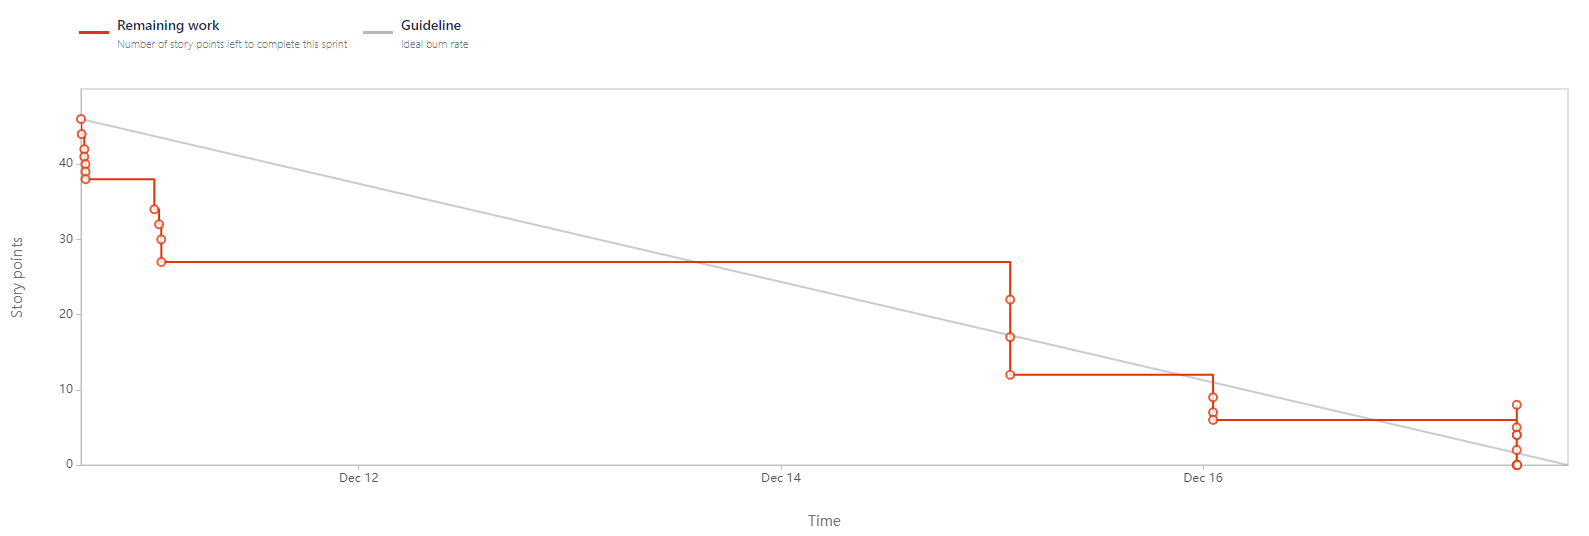 Remaining work
Number of story points left to complete this sprint
Guideline
Ideal burn rate
Story points
40
30
20
10
0
Dec 12
Dec 14
Dec 16
Time